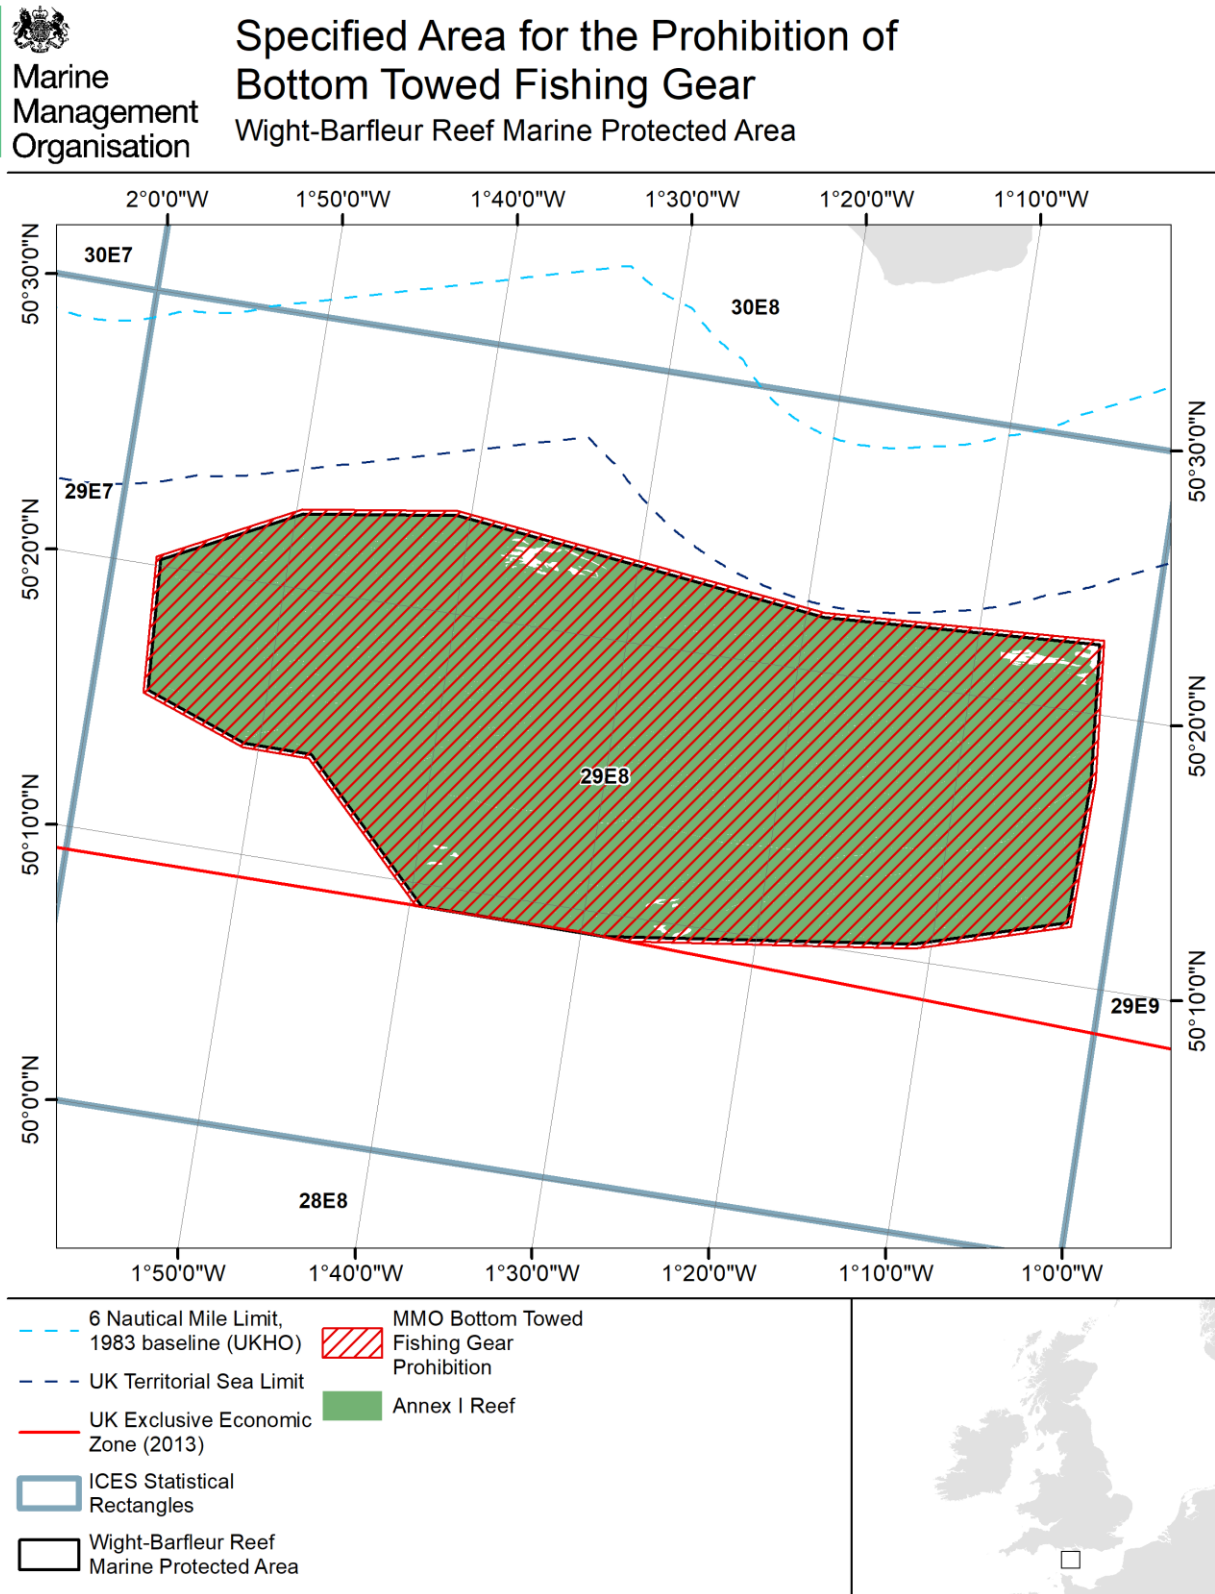 Marine
Management
Organisation
Specified Area for the Prohibition of
Bottom Towed Fishing Gear
Wight-Barfleur Reef Marine Protected Area
2°0'0"W
1°50'0"W
1°40'0"W
1°30'0"W
1°20'0"W
1°10'0"W
50°30'0"N
50°20'0"N
50°10'0"N
50°0'0"N
30E7
30E8
29E7
29E8
29E9
28E8
50°30'0"N
50°20'0"N
50°10'0"N
1°50'0"W
1°40'0"W
1°30'0"W
1°20'0"W
1°10'0"W
1°0'0"W
6 Nautical Mile Limit,
1983 baseline (UKHO)
UK Territorial Sea Limit
UK Exclusive Economic
Zone (2013)
ICES Statistical
Rectangles
Wight-Barfleur Reef
Marine Protected Area
MMO Bottom Towed
Fishing Gear
Prohibition
Annex I Reef